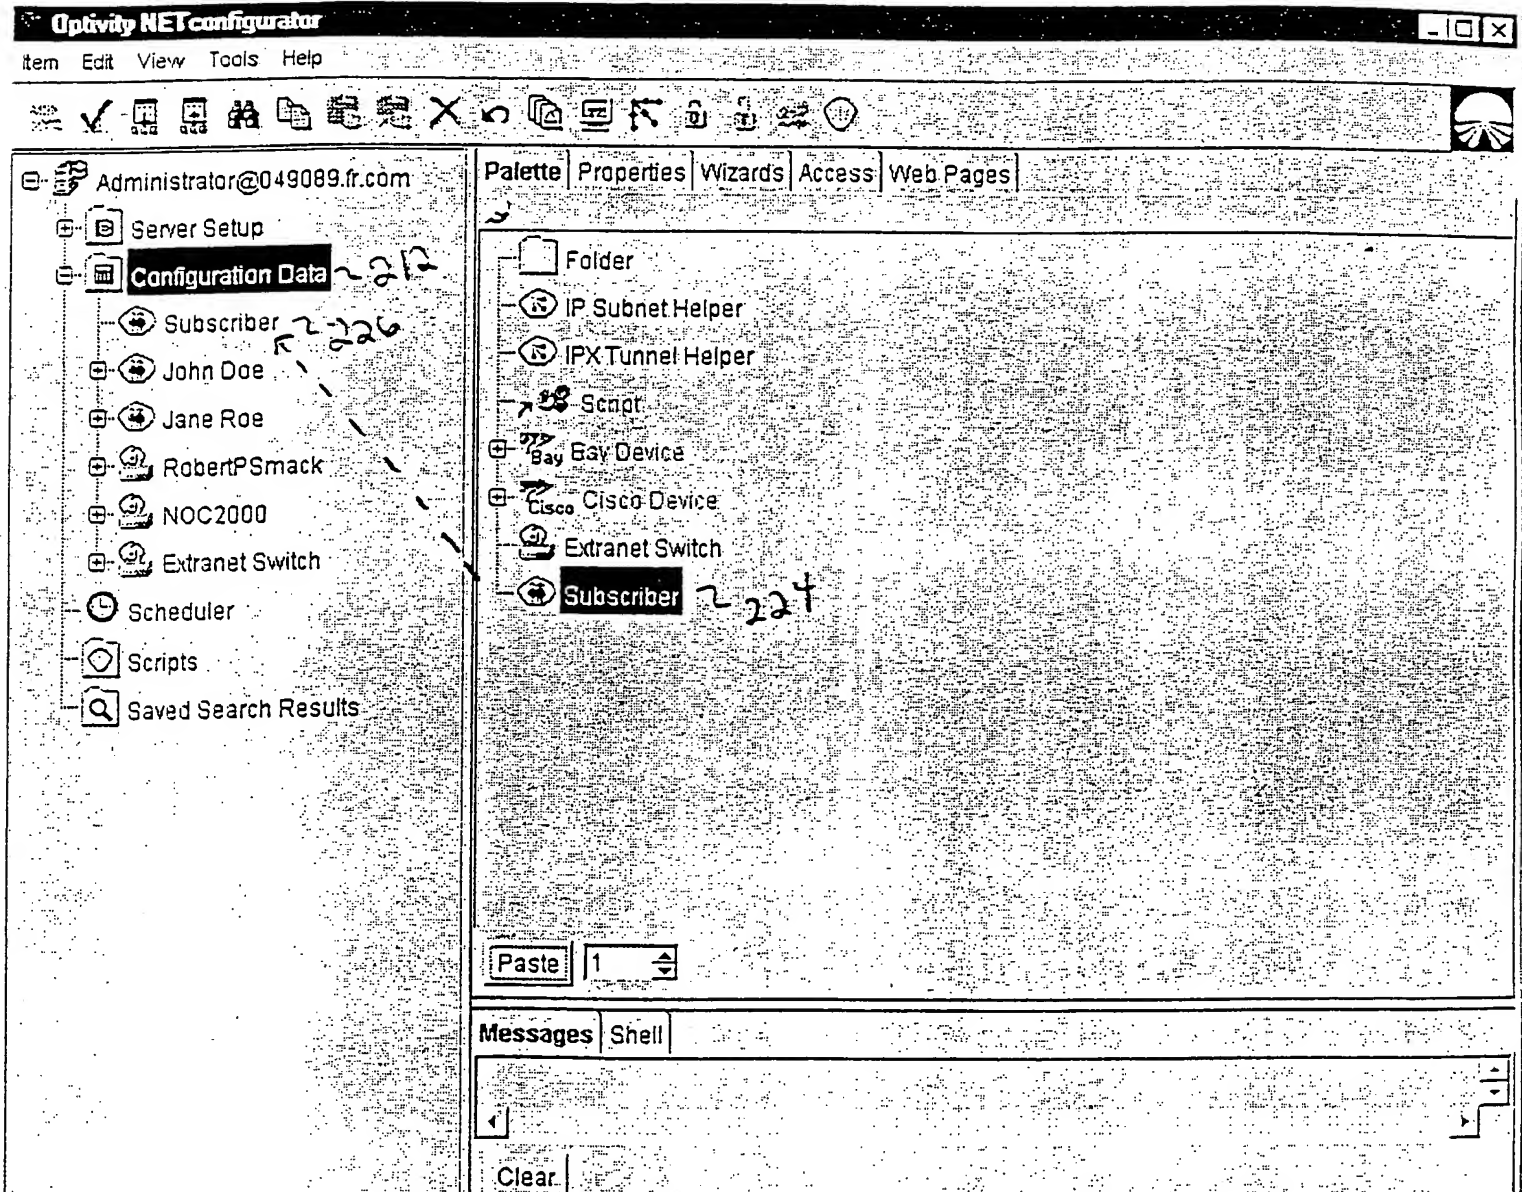 Optivity NETconfigurator
Item Edit View Tools Help
Administrator@049089.fr.com
Server Setup
Configuration Data ~ 212
Subscriber ~ 226
John Doe
Jane Roe
RobertPSmack
NOC2000
Extranet Switch
Scheduler
Scripts
Saved Search Results
Palette Properties Wizards Access Web Pages
Folder
IP Subnet Helper
IPX Tunnel Helper
Script
Bay Bay Device
Cisco Cisco Device
Extranet Switch
Subscriber ~ 224
Paste 1
Messages Shell
Clear